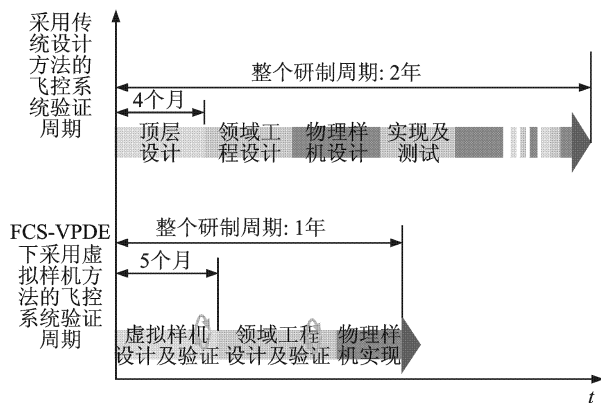 采用传
统设计
方法的
飞控系
统验证
周期
整个研制周期: 2年
4个月
顶层
设计
领域工
程设计
物理样
机设计
实现及
测试
FCS-VPDE
下采用虚
拟样机方
法的飞控
系统验证
周期
整个研制周期: 1年
5个月
虚拟样机
设计及验证
领域工程
设计及验证
物理样
机实现
t